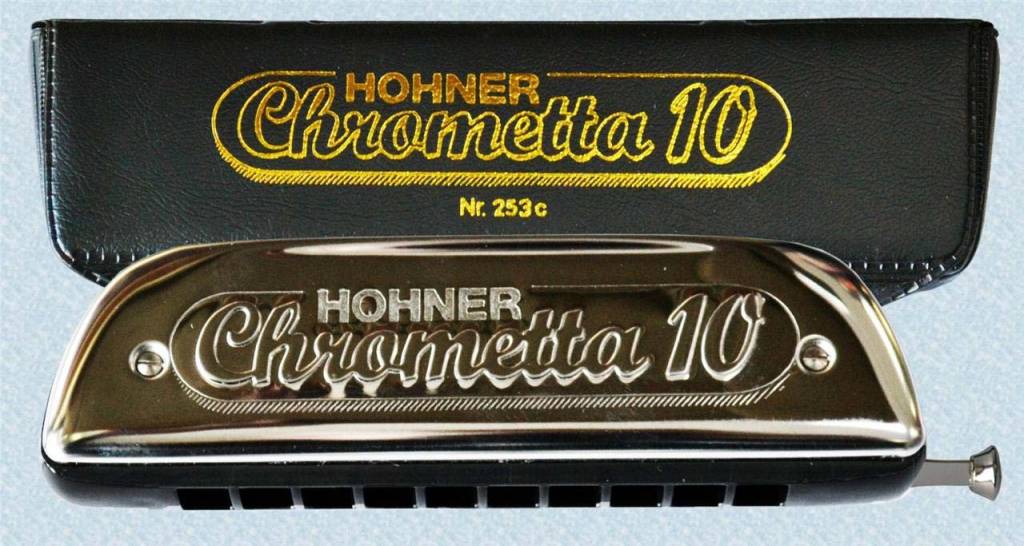 HOHNER
Chrometta 10
Nr. 253c
HOHNER
Chrometta 10